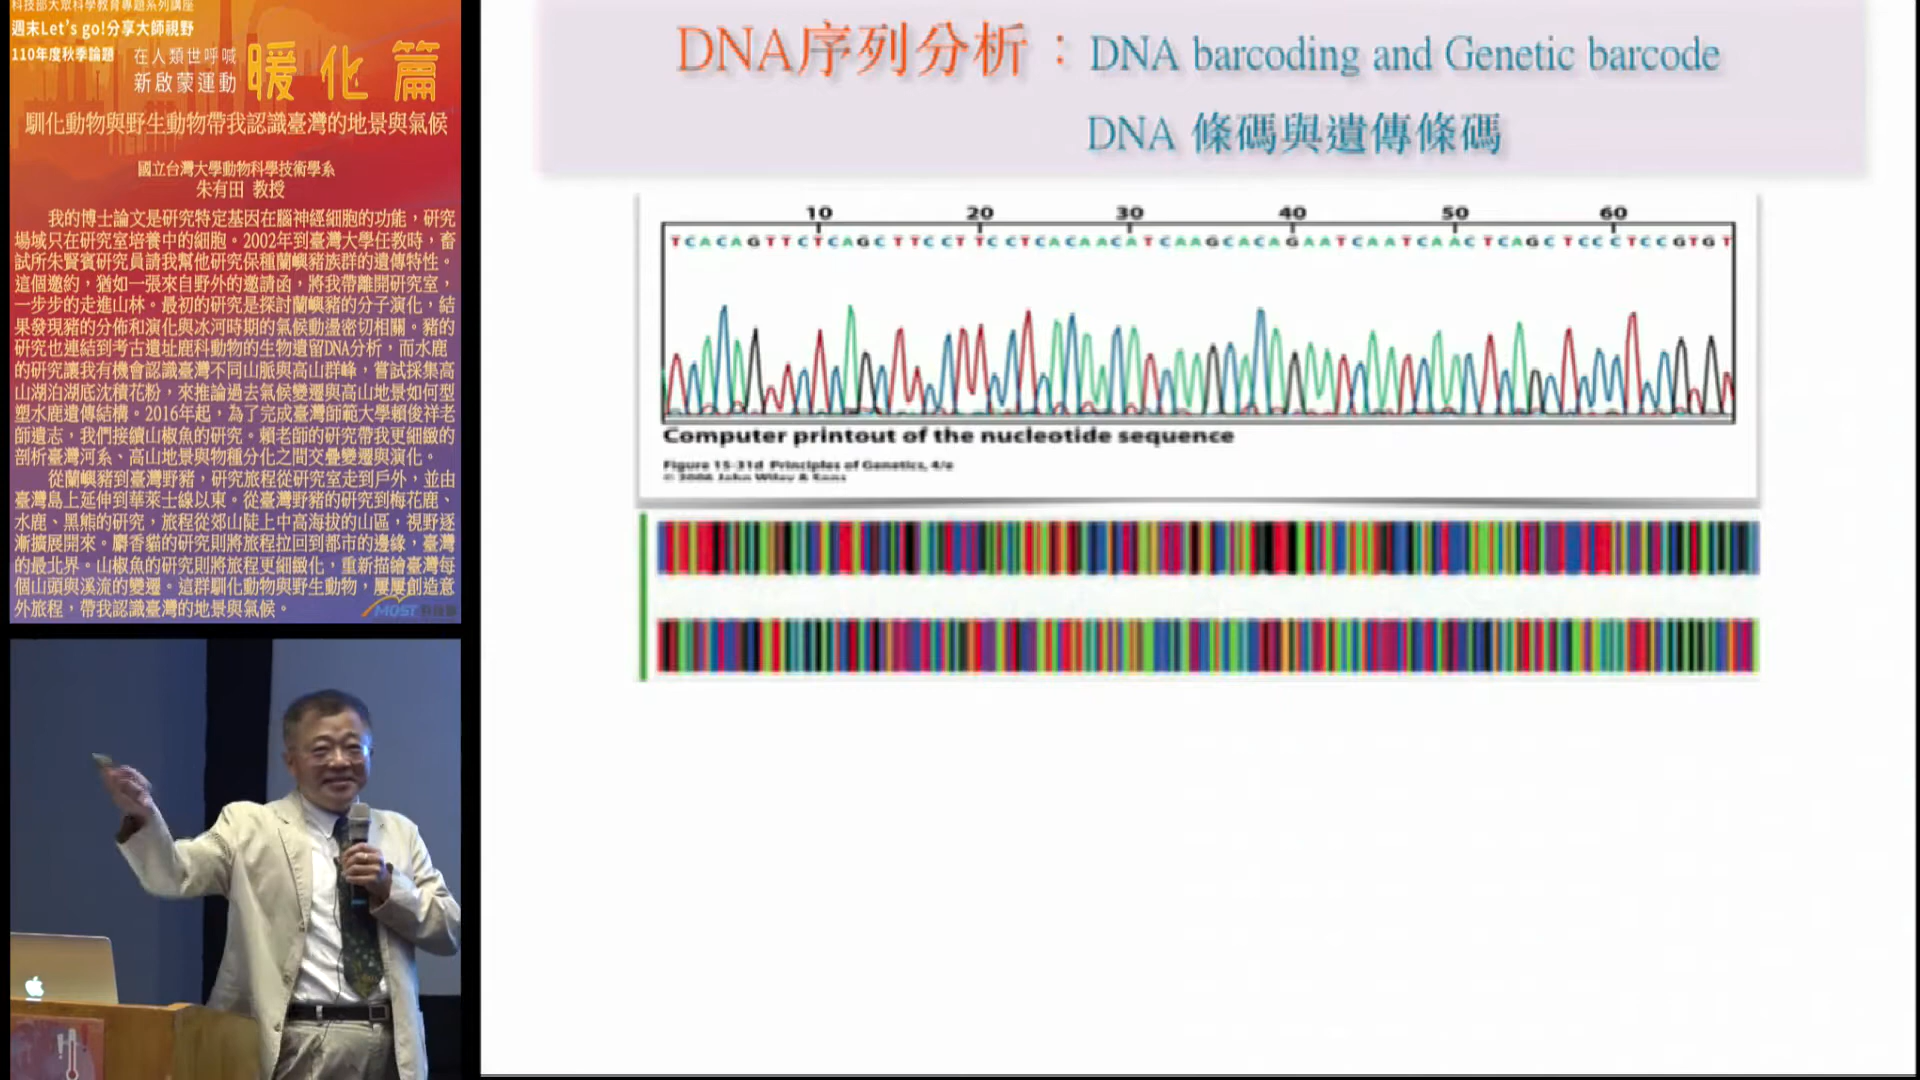 科技部大眾科學教育專題系列講座
週末Let's go!分享大師視野
110年度秋季論題
在人類世呼喊
新啟蒙運動
暖化篇
馴化動物與野生動物帶我認識臺灣的地景與氣候
國立台灣大學動物科學技術學系
朱有田 教授
我的博士論文是研究特定基因在腦神經細胞的功能，研究
場域只在研究室培養中的細胞。2002年到臺灣大學任教時，畜
試所朱賢賓研究員請我幫他研究保種蘭嶼豬族群的遺傳特性。
這個邀約，猶如一張來自野外的邀請函，將我帶離開研究室，
一步步的走進山林。最初的研究是探討蘭嶼豬的分子演化，結
果發現豬的分佈和演化與冰河時期的氣候動盪密切相關。豬的
研究也連結到考古遺址鹿科動物的生物遺留DNA分析，而水鹿
的研究讓我有機會認識臺灣不同山脈與高山群峰，嘗試採集高
山湖泊湖底沈積花粉，來推論過去氣候變遷與高山地景如何型
塑水鹿遺傳結構。2016年起，為了完成臺灣師範大學賴俊祥老
師遺志，我們接續山椒魚的研究。賴老師的研究帶我更細緻的
剖析臺灣河系、高山地景與物種分化之間交疊變遷與演化。
從蘭嶼豬到臺灣野豬，研究旅程從研究室走到戶外，並由
臺灣島上延伸到華萊士線以東。從臺灣野豬的研究到梅花鹿、
水鹿、黑熊的研究，旅程從郊山陡上中高海拔的山區，視野逐
漸擴展開來。麝香貓的研究則將旅程拉回到都市的邊緣，臺灣
的最北界。山椒魚的研究則將旅程更細緻化，重新描繪臺灣每
個山頭與溪流的變遷。這群馴化動物與野生動物，屢屢創造意
外旅程，帶我認識臺灣的地景與氣候。
MOST 科技部
DNA序列分析：DNA barcoding and Genetic barcode
DNA 條碼與遺傳條碼
10 20 30 40 50 60
TCACAGTTCTCAGCTTCCTTCCTCACAACATCAAGCACAGAATCAATCAACTCAGCTCCCTCCGTGT
Computer printout of the nucleotide sequence
Figure 15-31d Principles of Genetics, 4/e
© 2006 John Wiley & Sons